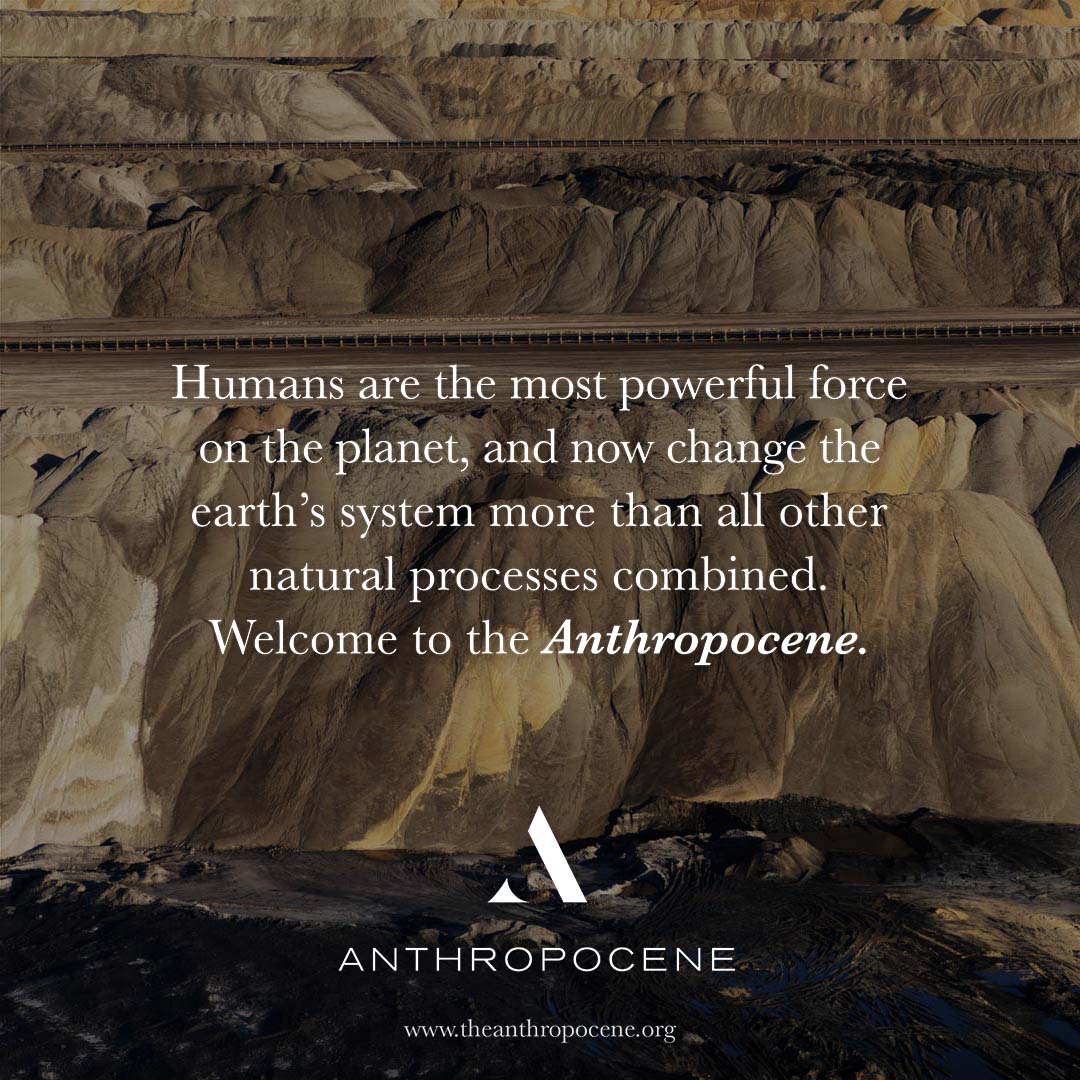 Humans are the most powerful force
on the planet, and now change the
earth’s system more than all other
natural processes combined.
Welcome to the Anthropocene.
ANTHROPOCENE
www.theanthropocene.org